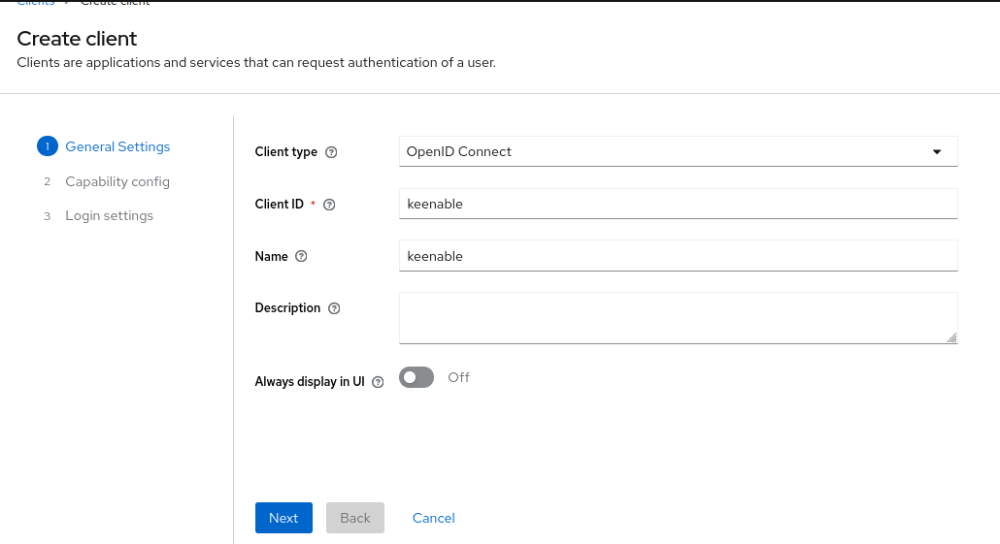 Clients > Create client
Create client
Clients are applications and services that can request authentication of a user.
1 General Settings
2 Capability config
3 Login settings
Client type ? OpenID Connect
Client ID * ? keenable
Name ? keenable
Description ?
Always display in UI ? Off
Next Back Cancel